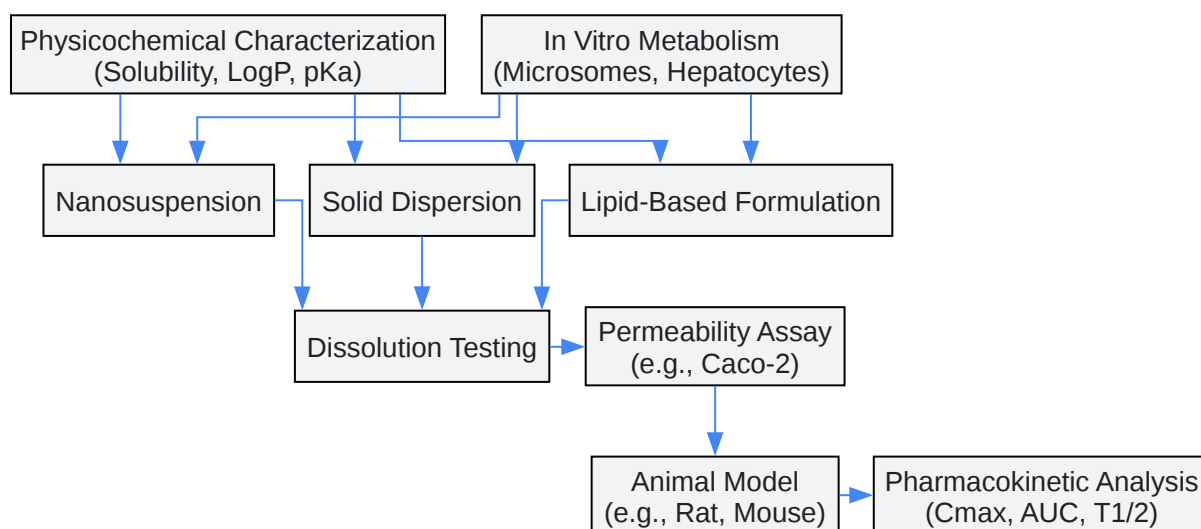 Physicochemical Characterization
(Solubility, LogP, pKa)
In Vitro Metabolism
(Microsomes, Hepatocytes)
Nanosuspension
Solid Dispersion
Lipid-Based Formulation
Dissolution Testing
Permeability Assay
(e.g., Caco-2)
Animal Model
(e.g., Rat, Mouse)
Pharmacokinetic Analysis
(Cmax, AUC, T1/2)